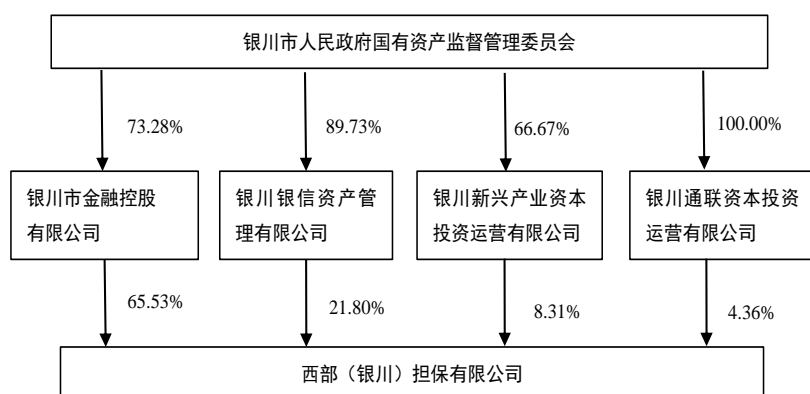 银川市人民政府国有资产监督管理委员会
73.28%
89.73%
66.67%
100.00%
银川市金融控股
有限公司
银川银信资产管
理有限公司
银川新兴产业资本
投资运营有限公司
银川通联资本投资
运营有限公司
65.53%
21.80%
8.31%
4.36%
西部（银川）担保有限公司